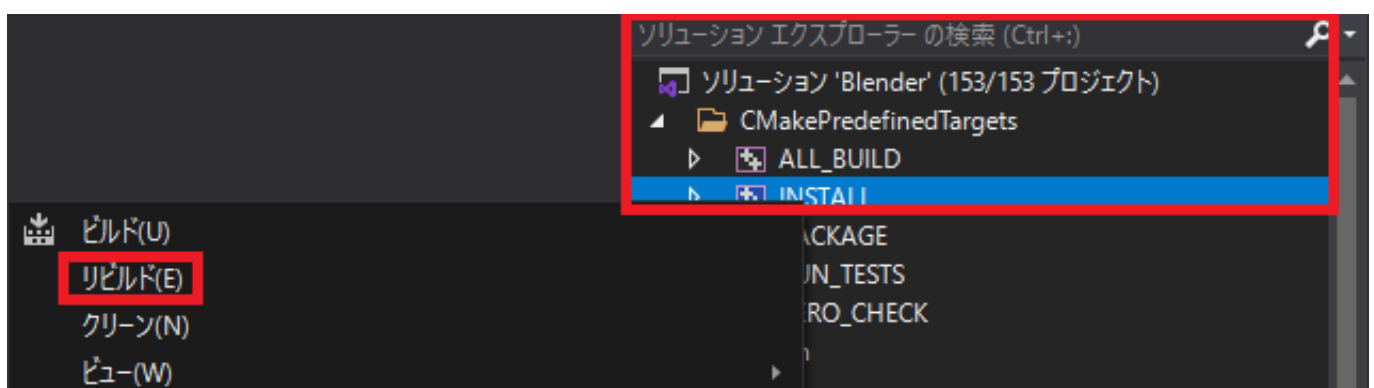 ソリューション エクスプローラー の検索 (Ctrl+:)
ソリューション 'Blender' (153/153 プロジェクト)
CMakePredefinedTargets
ALL_BUILD
INSTALL
ビルド(U)
ACKAGE
リビルド(E)
UN_TESTS
クリーン(N)
ERO_CHECK
ビュー(W)